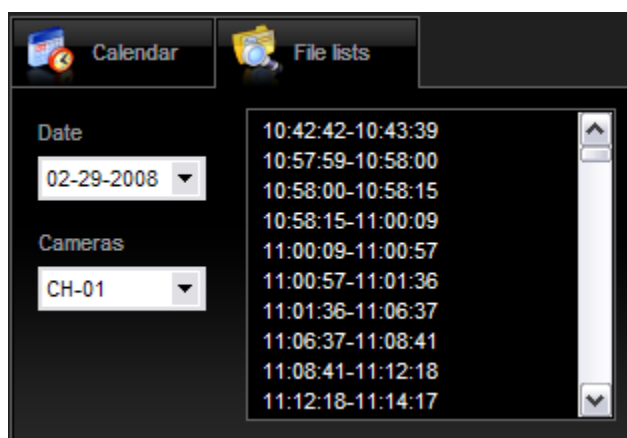 Calendar
File lists
Date
02-29-2008
Cameras
CH-01
10:42:42-10:43:39
10:57:59-10:58:00
10:58:00-10:58:15
10:58:15-11:00:09
11:00:09-11:00:57
11:00:57-11:01:36
11:01:36-11:06:37
11:06:37-11:08:41
11:08:41-11:12:18
11:12:18-11:14:17